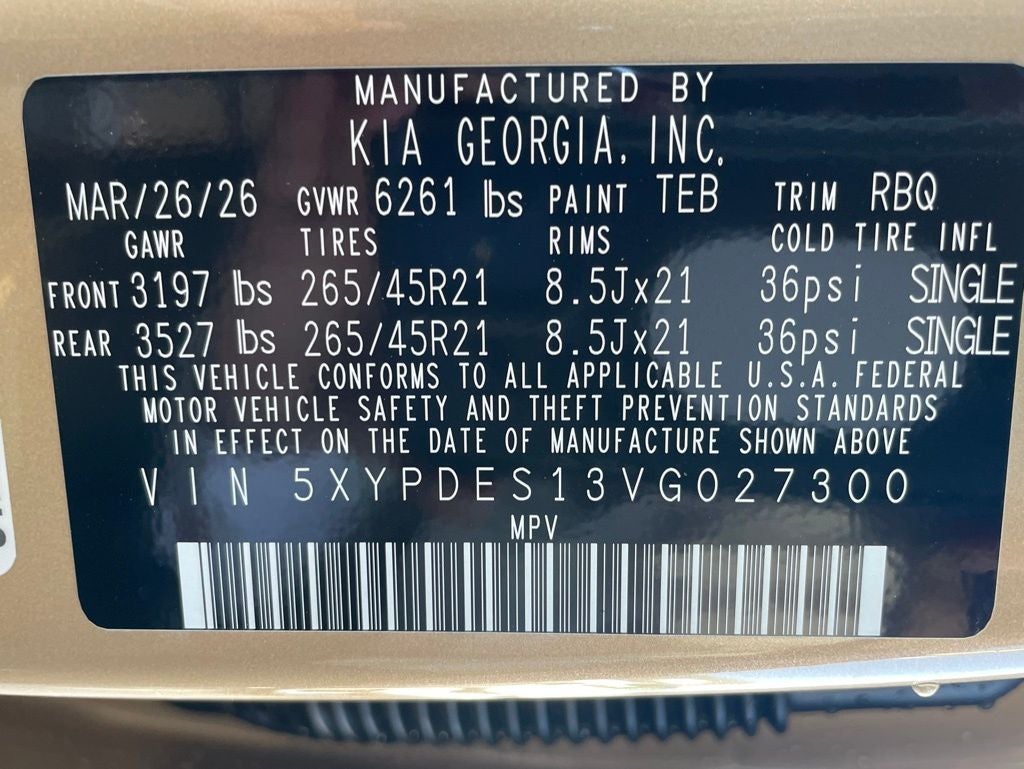 MANUFACTURED BY
KIA GEORGIA, INC.
MAR/26/26 GVWR 6261 lbs PAINT TEB TRIM RBQ
GAWR TIRES RIMS COLD TIRE INFL
FRONT 3197 lbs 265/45R21 8.5Jx21 36psi SINGLE
REAR 3527 lbs 265/45R21 8.5Jx21 36psi SINGLE
THIS VEHICLE CONFORMS TO ALL APPLICABLE U.S.A. FEDERAL
MOTOR VEHICLE SAFETY AND THEFT PREVENTION STANDARDS
IN EFFECT ON THE DATE OF MANUFACTURE SHOWN ABOVE
VIN 5XYPDES13VG027300
MPV